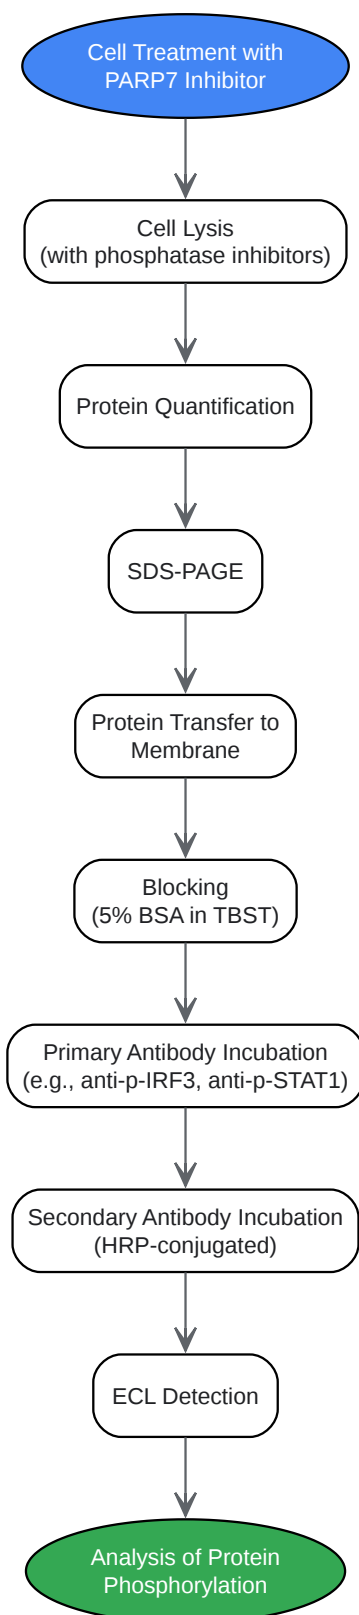 Cell Treatment with
PARP7 Inhibitor
Cell Lysis
(with phosphatase inhibitors)
Protein Quantification
SDS-PAGE
Protein Transfer to
Membrane
Blocking
(5% BSA in TBST)
Primary Antibody Incubation
(e.g., anti-p-IRF3, anti-p-STAT1)
Secondary Antibody Incubation
(HRP-conjugated)
ECL Detection
Analysis of Protein
Phosphorylation